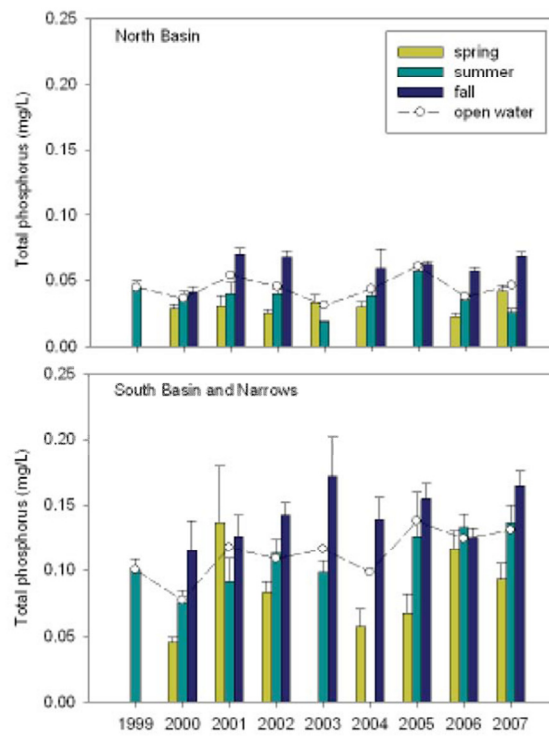 North Basin
spring
summer
fall
open water
Total phosphorus (mg/L)
0.25
0.20
0.15
0.10
0.05
0.00
South Basin and Narrows
Total phosphorus (mg/L)
0.25
0.20
0.15
0.10
0.05
0.00
1999 2000 2001 2002 2003 2004 2005 2006 2007